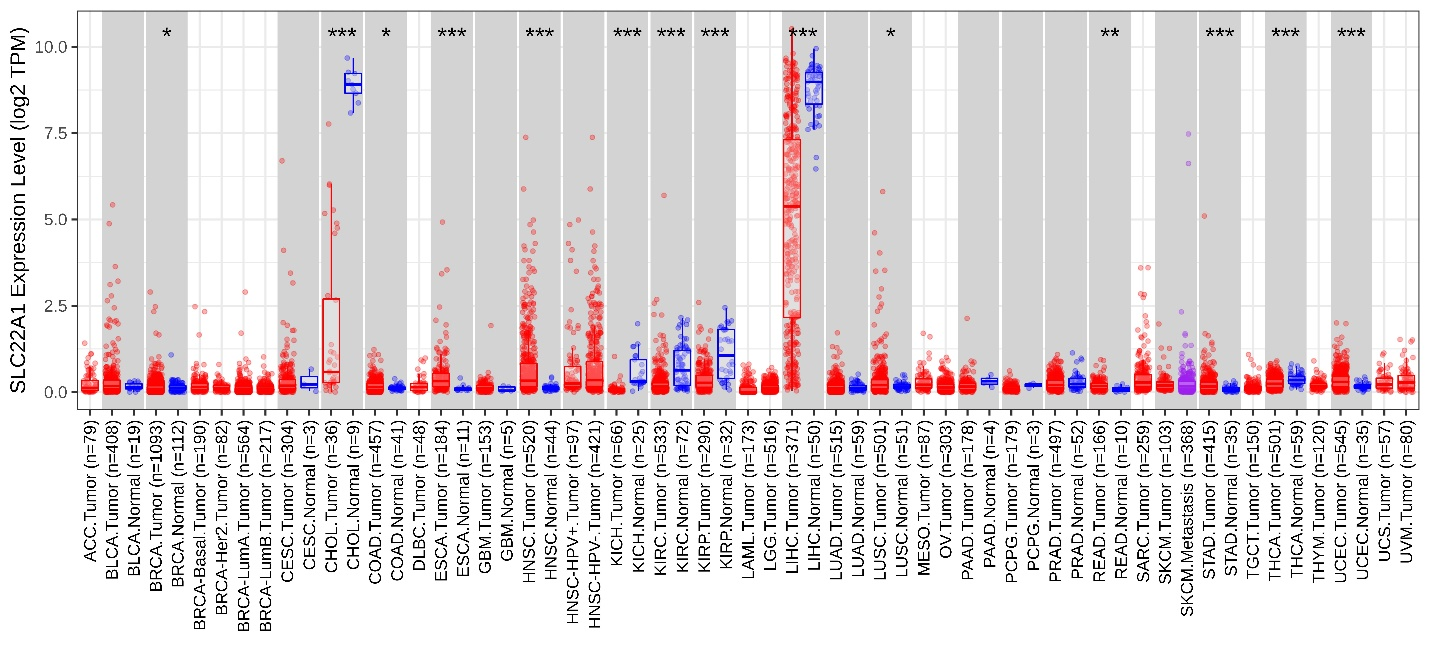 SLC22A1 Expression Level (log2 TPM)
10.0
7.5
5.0
2.5
0.0
* *** * *** *** *** *** *** *** * ** *** *** ***
ACC.Tumor (n=79)
BLCA.Tumor (n=408)
BLCA.Normal (n=19)
BRCA.Tumor (n=1093)
BRCA.Normal (n=112)
BRCA-Basal.Tumor (n=190)
BRCA-Her2.Tumor (n=82)
BRCA-LumA.Tumor (n=564)
BRCA-LumB.Tumor (n=217)
CESC.Tumor (n=304)
CESC.Normal (n=3)
CHOL.Tumor (n=36)
CHOL.Normal (n=9)
COAD.Tumor (n=457)
COAD.Normal (n=41)
DLBC.Tumor (n=48)
ESCA.Tumor (n=184)
ESCA.Normal (n=11)
GBM.Tumor (n=153)
GBM.Normal (n=5)
HNSC.Tumor (n=520)
HNSC.Normal (n=44)
HNSC-HPV+.Tumor (n=97)
HNSC-HPV-.Tumor (n=421)
KICH.Tumor (n=66)
KICH.Normal (n=25)
KIRC.Tumor (n=533)
KIRC.Normal (n=72)
KIRP.Tumor (n=290)
KIRP.Normal (n=32)
LAML.Tumor (n=173)
LGG.Tumor (n=516)
LIHC.Tumor (n=371)
LIHC.Normal (n=50)
LUAD.Tumor (n=515)
LUAD.Normal (n=59)
LUSC.Tumor (n=501)
LUSC.Normal (n=51)
MESO.Tumor (n=87)
OV.Tumor (n=303)
PAAD.Tumor (n=178)
PAAD.Normal (n=4)
PCPG.Tumor (n=179)
PCPG.Normal (n=3)
PRAD.Tumor (n=497)
PRAD.Normal (n=52)
READ.Tumor (n=166)
READ.Normal (n=10)
SARC.Tumor (n=259)
SKCM.Tumor (n=103)
SKCM.Metastasis (n=368)
STAD.Tumor (n=415)
STAD.Normal (n=35)
TGCT.Tumor (n=150)
THCA.Tumor (n=501)
THCA.Normal (n=59)
THYM.Tumor (n=120)
UCEC.Tumor (n=545)
UCEC.Normal (n=35)
UCS.Tumor (n=57)
UVM.Tumor (n=80)